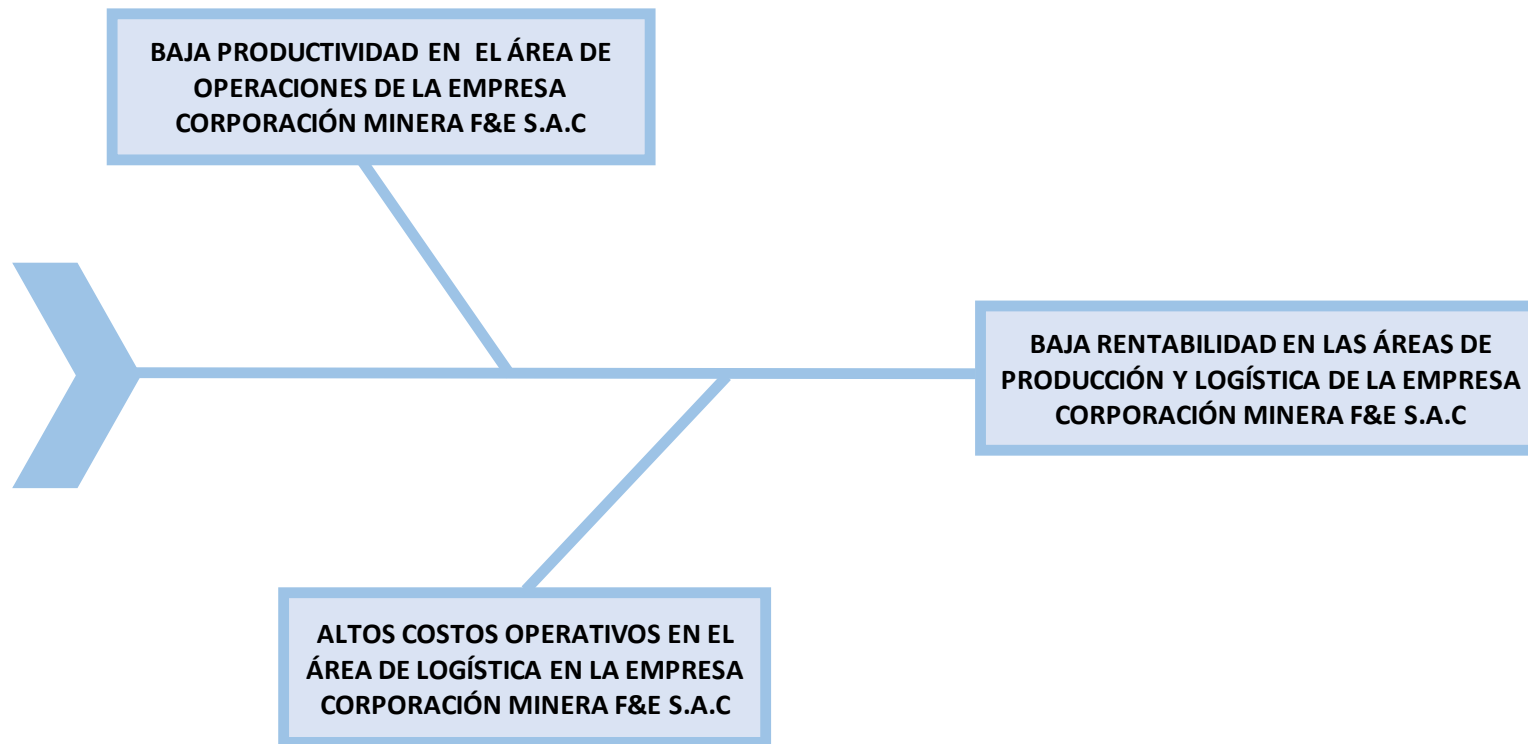 BAJA PRODUCTIVIDAD EN EL ÁREA DE
OPERACIONES DE LA EMPRESA
CORPORACIÓN MINERA F&E S.A.C
BAJA RENTABILIDAD EN LAS ÁREAS DE
PRODUCCIÓN Y LOGÍSTICA DE LA EMPRESA
CORPORACIÓN MINERA F&E S.A.C
ALTOS COSTOS OPERATIVOS EN EL
ÁREA DE LOGÍSTICA EN LA EMPRESA
CORPORACIÓN MINERA F&E S.A.C